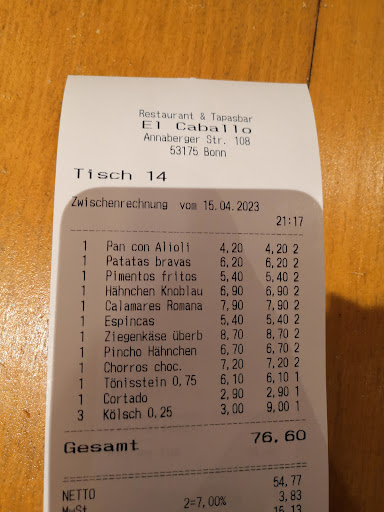 Restaurant & Tapasbar
El Caballo
Annaberger Str. 108
53175 Bonn
Tisch 14
Zwischenrechnung vom 15.04.2023
21:17
1 Pan con Alioli 4,20 4,20 2
1 Patatas bravas 6,20 6,20 2
1 Pimentos fritos 5,40 5,40 2
1 Hähnchen Knoblau 6,90 6,90 2
1 Calamares Romana 7,90 7,90 2
1 Espincas 5,40 5,40 2
1 Ziegenkäse überb 8,70 8,70 2
1 Pincho Hähnchen 6,70 6,70 2
1 Chorros choc. 7,20 7,20 2
1 Tönisstein 0,75 6,10 6,10 1
1 Cortado 2,90 2,90 1
3 Kölsch 0,25 3,00 9,00 1
Gesamt 76,60
NETTO 54,77
MwSt 2=7,00% 3,83
15,13